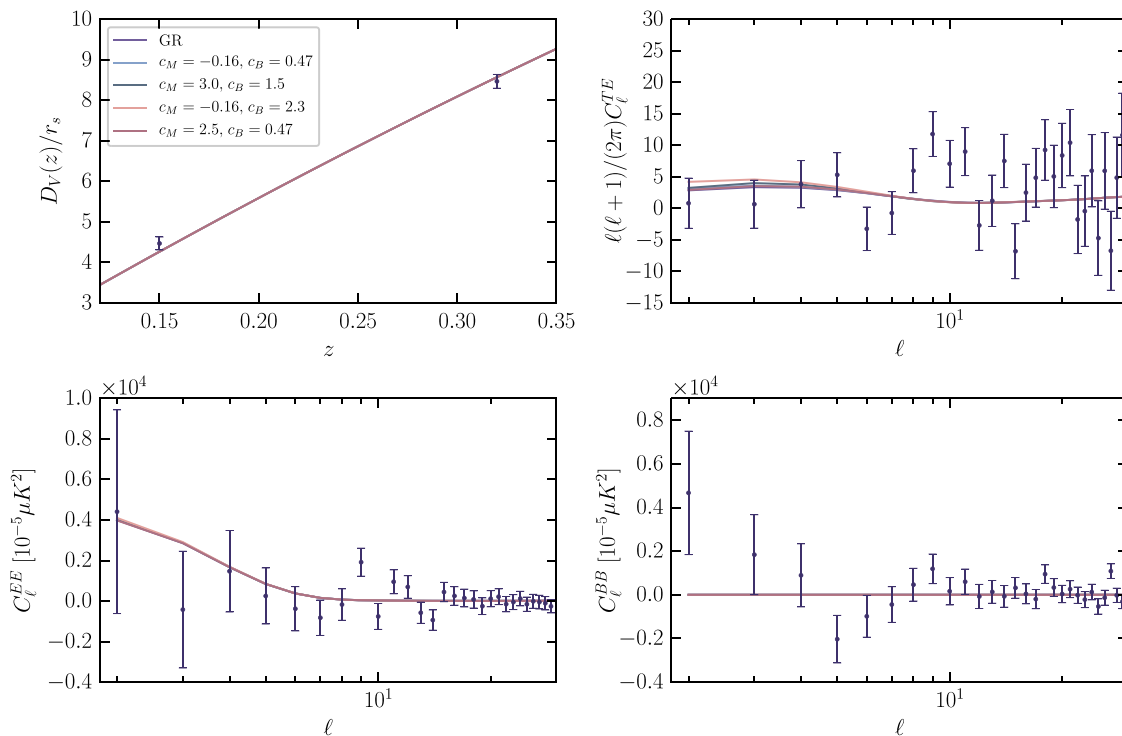 10
9
8
7
6
5
4
3
D_V(z)/r_s
GR
c_M = −0.16, c_B = 0.47
c_M = 3.0, c_B = 1.5
c_M = −0.16, c_B = 2.3
c_M = 2.5, c_B = 0.47
0.15 0.20 0.25 0.30 0.35
z
30
25
20
15
10
5
0
−5
−10
−15
ℓ(ℓ + 1)/(2π)C_ℓ^{TE}
10^1
ℓ
×10^4
1.0
0.8
0.6
0.4
0.2
0.0
−0.2
−0.4
C_ℓ^{EE} [10^{−5}μK^2]
10^1
ℓ
×10^4
0.8
0.6
0.4
0.2
0.0
−0.2
−0.4
C_ℓ^{BB} [10^{−5}μK^2]
10^1
ℓ